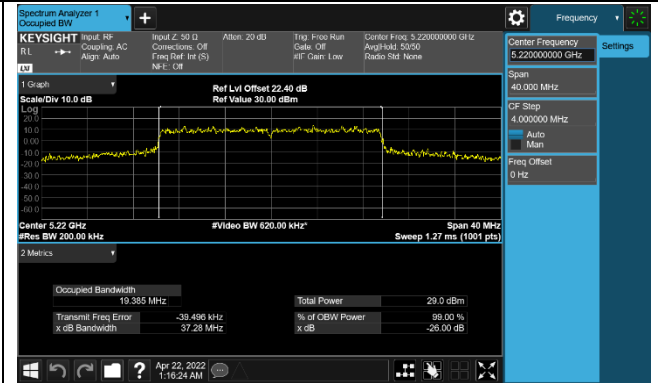 Spectrum Analyzer 1
Occupied BW
+
Frequency
KEYSIGHT
RL
LXI
Input: RF
Coupling: AC
Align: Auto
Input Z: 50 Ω
Corrections: Off
Freq Ref: Int (S)
NFE: Off
Atten: 20 dB
Trig: Free Run
Gate: Off
#IF Gain: Low
Center Freq: 5.220000000 GHz
Avg|Hold: 50/50
Radio Std: None
Center Frequency
5.220000000 GHz
Settings
Span
40.000 MHz
CF Step
4.000000 MHz
Auto
Man
Freq Offset
0 Hz
1 Graph
Scale/Div 10.0 dB
Ref Lvl Offset 22.40 dB
Ref Value 30.00 dBm
Log
20.0
10.0
0.00
-10.0
-20.0
-30.0
-40.0
-50.0
-60.0
Center 5.22 GHz
#Res BW 200.00 kHz
#Video BW 620.00 kHz*
Span 40 MHz
Sweep 1.27 ms (1001 pts)
2 Metrics
Occupied Bandwidth
19.385 MHz
Total Power 29.0 dBm
Transmit Freq Error -39.496 kHz
% of OBW Power 99.00 %
x dB Bandwidth 37.28 MHz
x dB -26.00 dB
?
Apr 22, 2022
1:16:24 AM